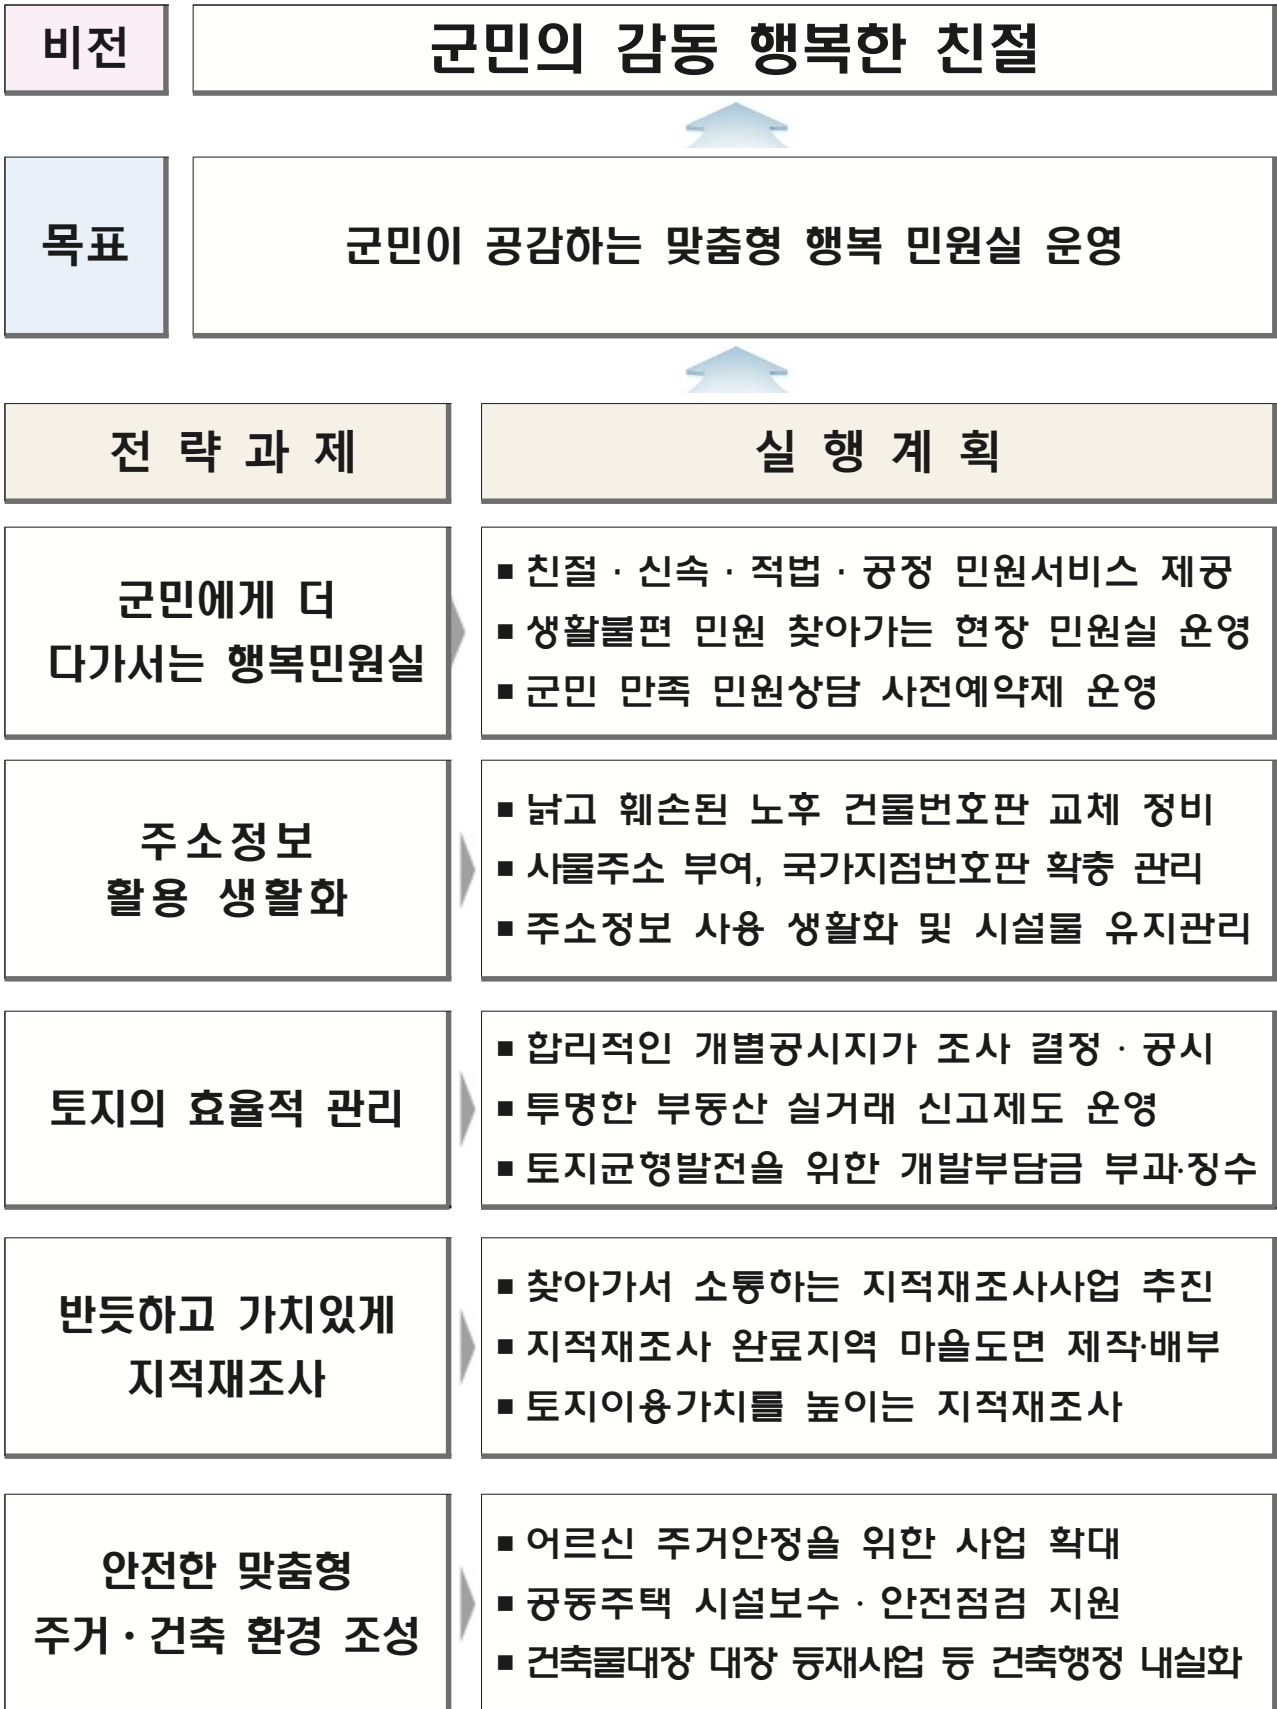 비전
군민의 감동 행복한 친절
목표
군민이 공감하는 맞춤형 행복 민원실 운영
전 략 과 제
실 행 계 획
군민에게 더
다가서는 행복민원실
▪ 친절 · 신속 · 적법 · 공정 민원서비스 제공
▪ 생활불편 민원 찾아가는 현장 민원실 운영
▪ 군민 만족 민원상담 사전예약제 운영
주소정보
활용 생활화
▪ 낡고 훼손된 노후 건물번호판 교체 정비
▪ 사물주소 부여, 국가지점번호판 확충 관리
▪ 주소정보 사용 생활화 및 시설물 유지관리
토지의 효율적 관리
▪ 합리적인 개별공시지가 조사 결정 · 공시
▪ 투명한 부동산 실거래 신고제도 운영
▪ 토지균형발전을 위한 개발부담금 부과·징수
반듯하고 가치있게
지적재조사
▪ 찾아가서 소통하는 지적재조사사업 추진
▪ 지적재조사 완료지역 마을도면 제작·배부
▪ 토지이용가치를 높이는 지적재조사
안전한 맞춤형
주거 · 건축 환경 조성
▪ 어르신 주거안정을 위한 사업 확대
▪ 공동주택 시설보수 · 안전점검 지원
▪ 건축물대장 대장 등재사업 등 건축행정 내실화